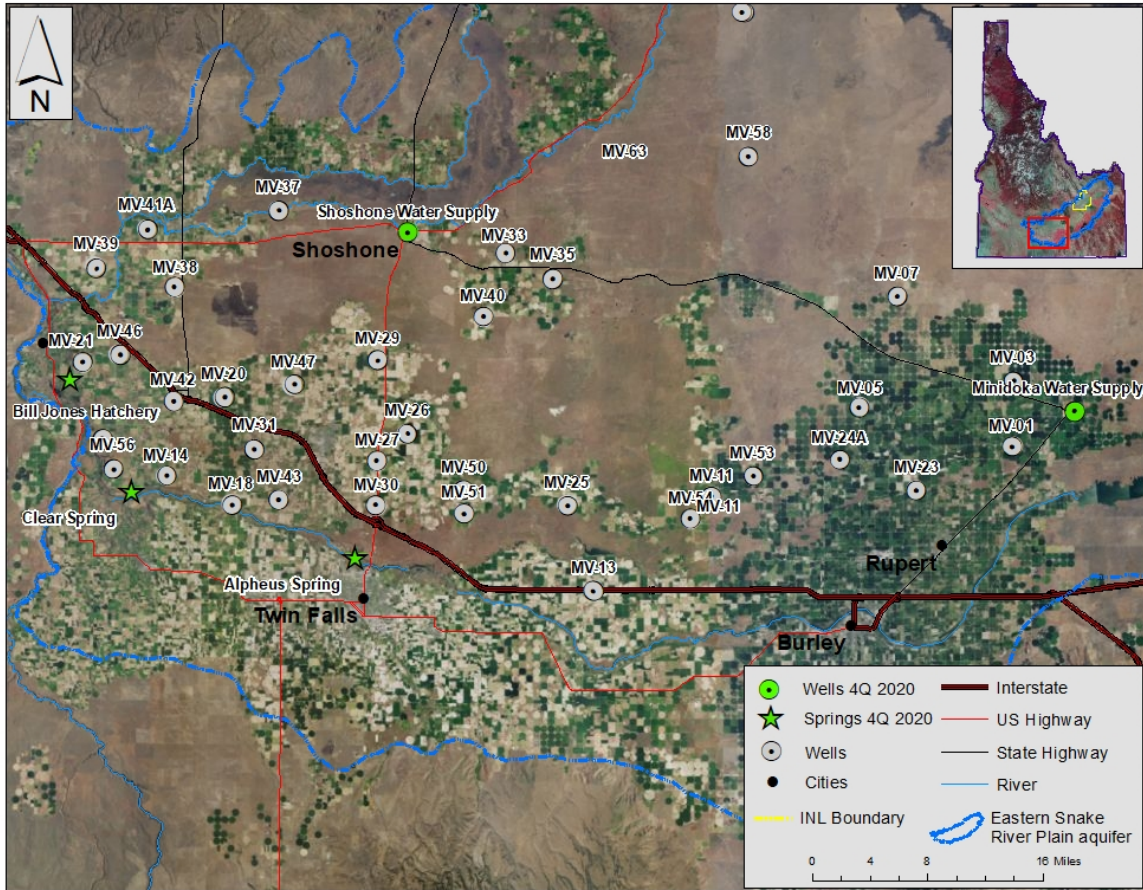 N
MV-58
MV-63
MV-37
MV-41A
Shoshone Water Supply
Shoshone
MV-33
MV-39
MV-35
MV-38
MV-07
MV-40
MV-46
MV-21
MV-29
MV-47
MV-03
MV-20
MV-42
Minidoka Water Supply
MV-05
Bill Jones Hatchery
MV-26
MV-31
MV-01
MV-27
MV-24A
MV-56
MV-53
MV-14
MV-50
MV-23
MV-43
MV-18
MV-30
MV-51
MV-25
MV-11
MV-54
MV-11
Clear Spring
Rupert
Alpheus Spring
MV-13
Twin Falls
Burley
Wells 4Q 2020
Springs 4Q 2020
Wells
Cities
INL Boundary
Interstate
US Highway
State Highway
River
Eastern Snake
River Plain aquifer
0 4 8 16 Miles